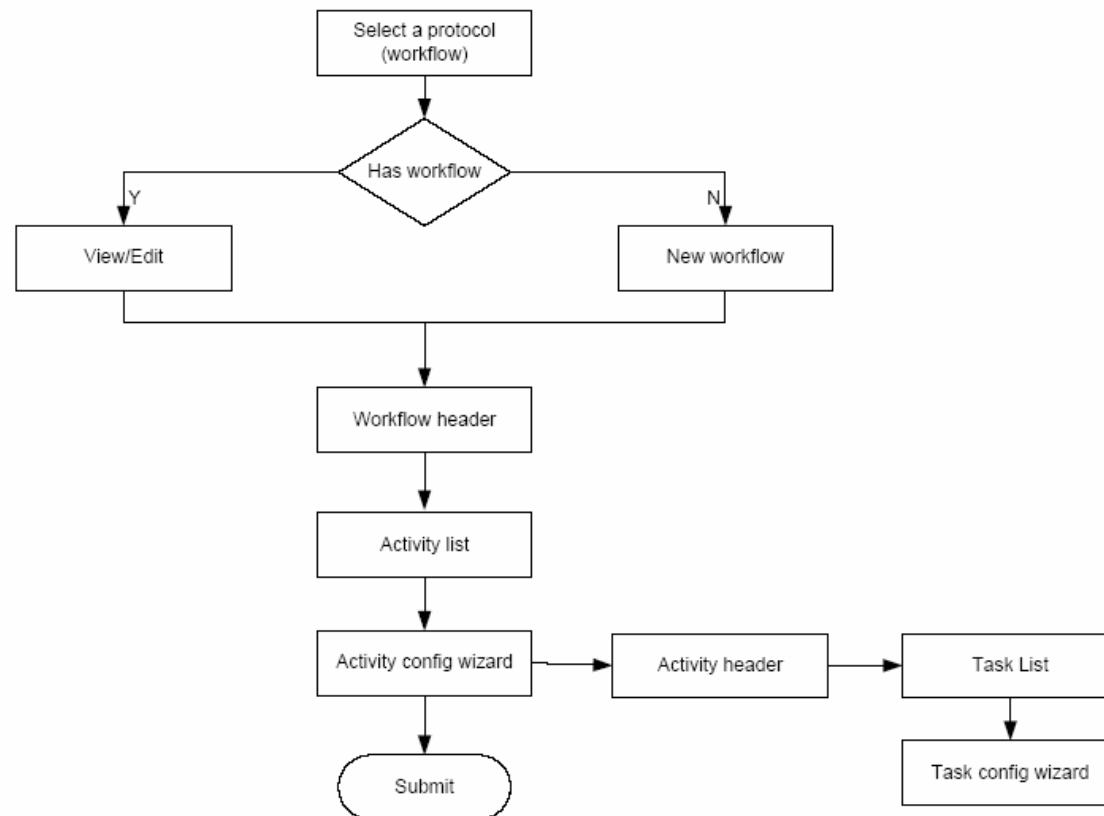 Select a protocol
(workflow)
Has workflow
Y
N
View/Edit
New workflow
Workflow header
Activity list
Activity config wizard
Activity header
Task List
Submit
Task config wizard